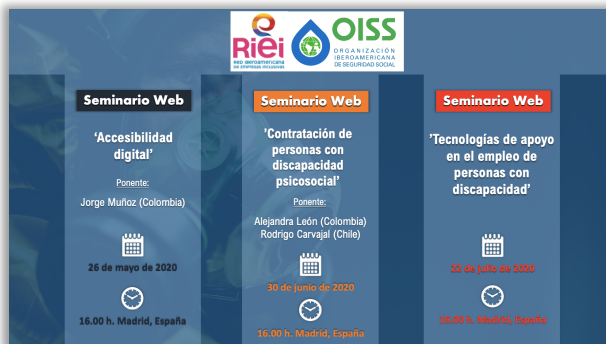 RiEi
RED IBEROAMERICANA
DE EMPRESAS INCLUSIVAS
OISS
ORGANIZACIÓN
IBEROAMERICANA
DE SEGURIDAD SOCIAL
Seminario Web
‘Accesibilidad
digital’
Ponente:
Jorge Muñoz (Colombia)
26 de mayo de 2020
16.00 h. Madrid, España
Seminario Web
’Contratación de
personas con
discapacidad
psicosocial’
Ponente:
Alejandra León (Colombia)
Rodrigo Carvajal (Chile)
30 de junio de 2020
16.00 h. Madrid, España
Seminario Web
’Tecnologías de apoyo
en el empleo de
personas con
discapacidad’
de julio de 2020
16.00 h. Madrid, España